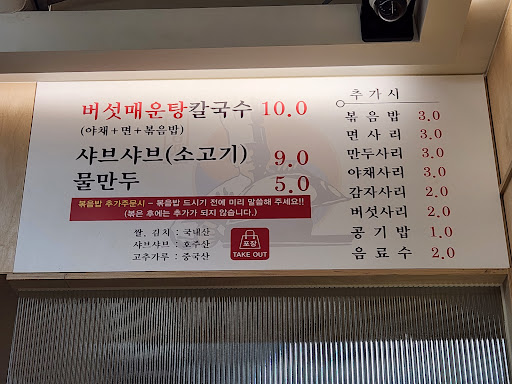 버섯매운탕칼국수 10.0
(야채+면+볶음밥)
샤브샤브(소고기) 9.0
물만두 5.0
볶음밥 추가주문시 - 볶음밥 드시기 전에 미리 말씀해 주세요!!
(볶은 후에는 추가가 되지 않습니다.)
쌀, 김치 : 국내산
샤브샤브 : 호주산
고추가루 : 중국산
포장
TAKE OUT
추가시
볶음밥 3.0
면사리 3.0
만두사리 3.0
야채사리 3.0
감자사리 2.0
버섯사리 2.0
공기밥 1.0
음료수 2.0